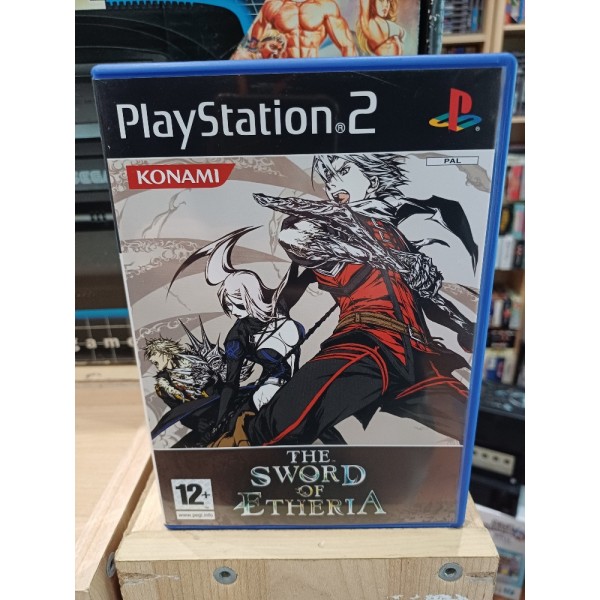 PlayStation®2
PAL
KONAMI
THE
SWORD
OF
ETHERIA
12+
www.pegi.info